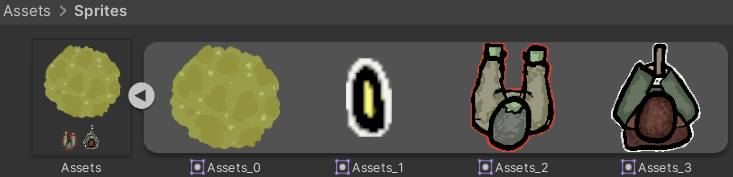 Assets > Sprites
Assets
Assets_0
Assets_1
Assets_2
Assets_3